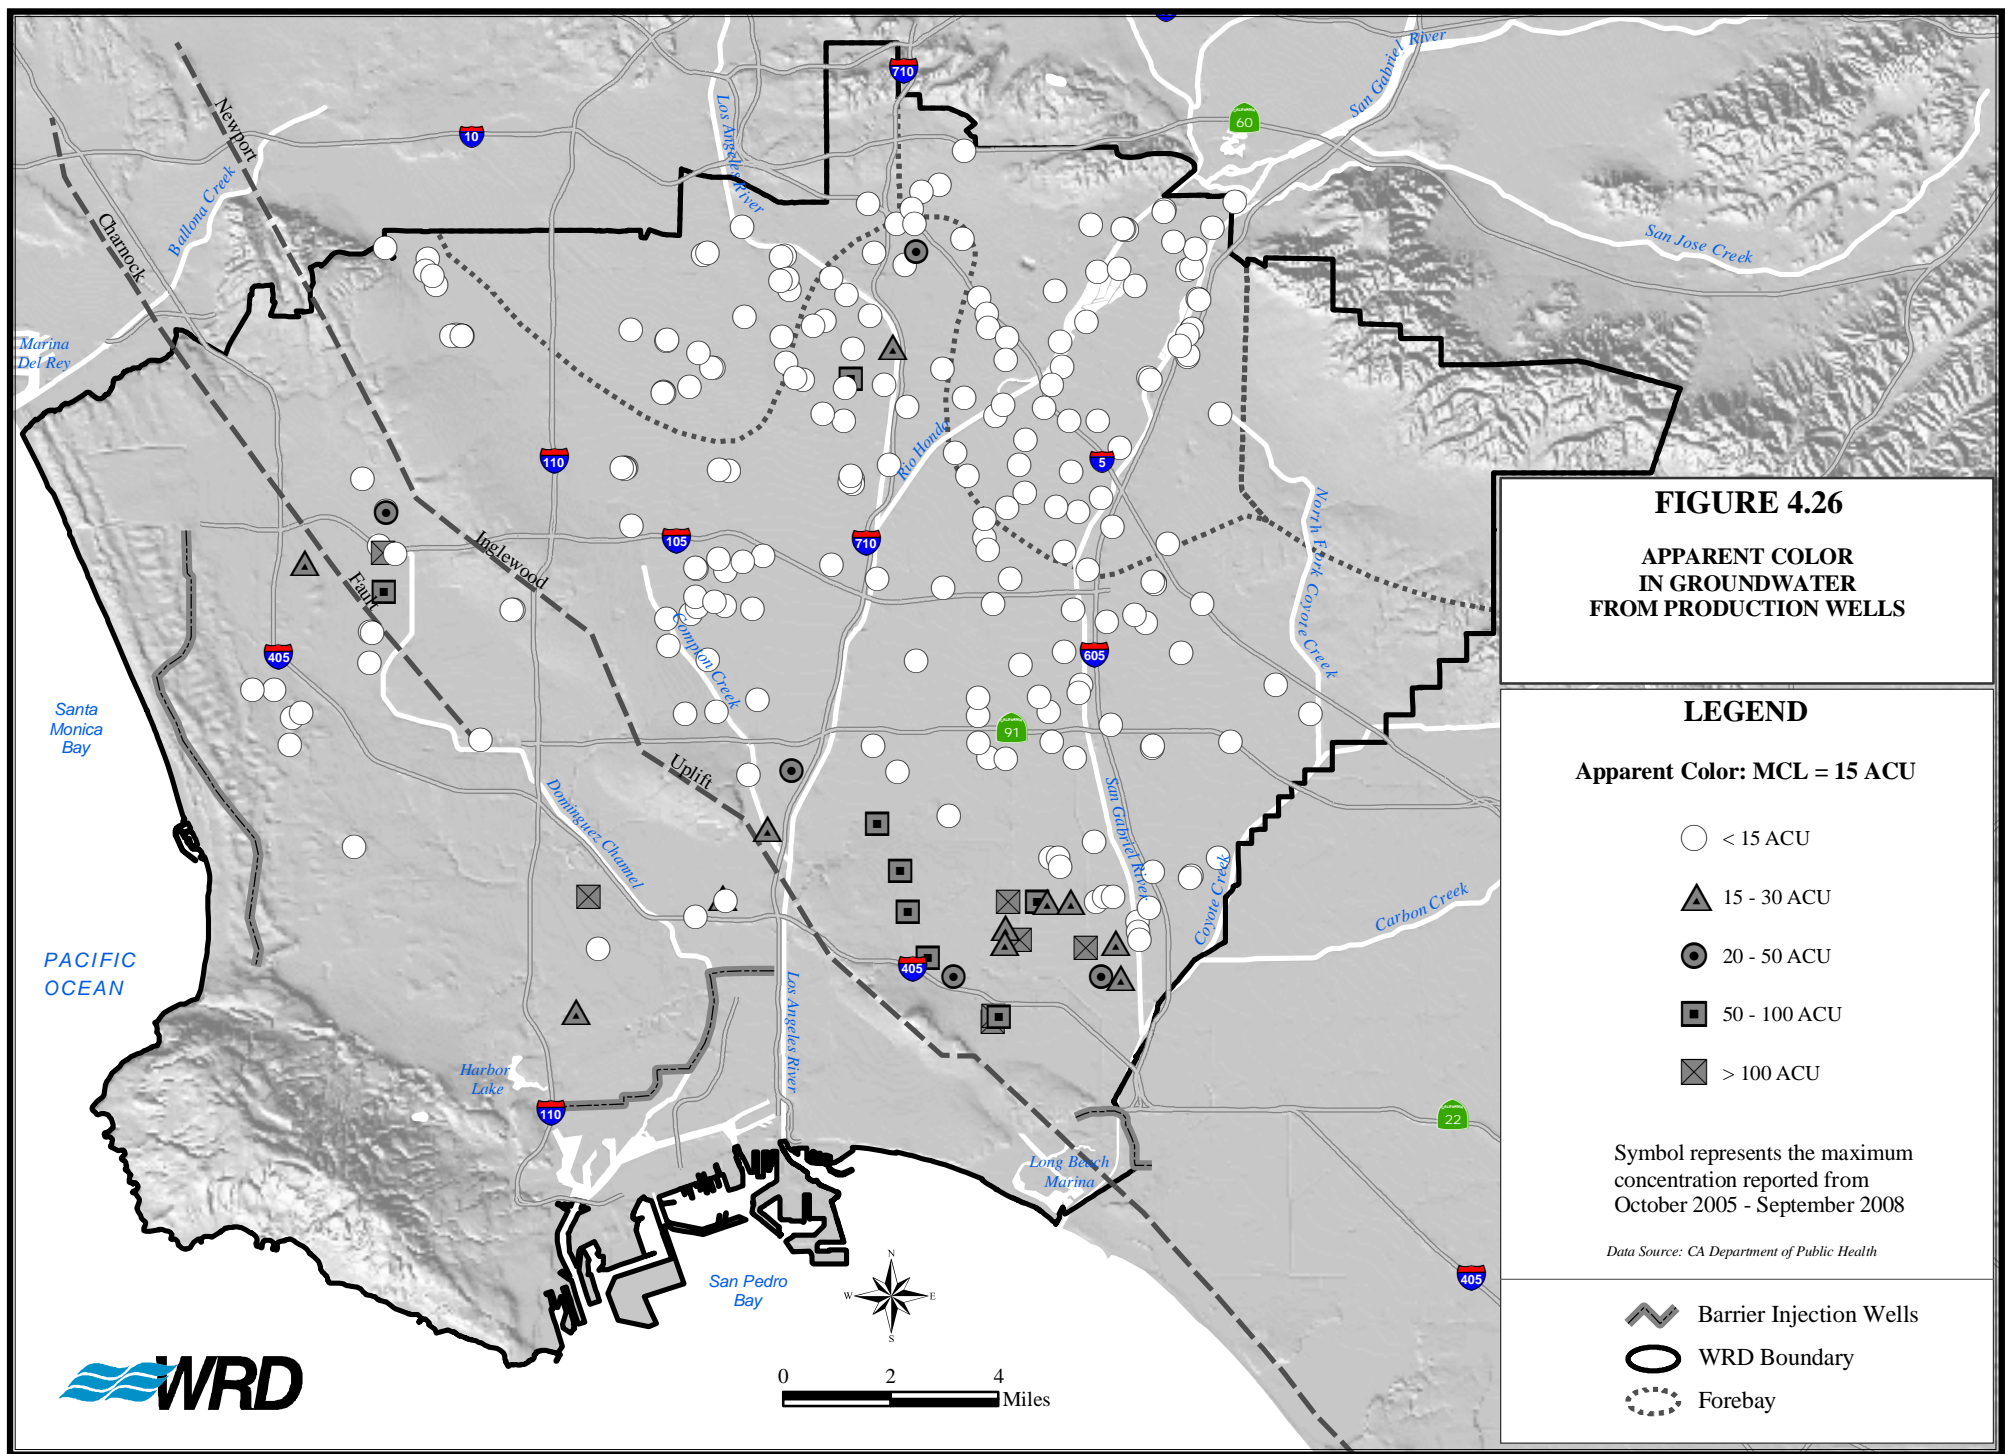 710
San Gabriel River
60
10
Newport
Los Angeles River
Ballona Creek
Charnock
San Jose Creek
Marina
Del Rey
110
Rio Hondo
5
North Fork Coyote Creek
Inglewood
105
710
Fault
Compton Creek
405
605
Santa
Monica
Bay
91
Uplift
Dominguez Channel
San Gabriel River
Coyote Creek
Carbon Creek
PACIFIC
OCEAN
405
Los Angeles River
Harbor
Lake
110
22
Long Beach
Marina
San Pedro
Bay
405
N
W
E
S
0 2 4
Miles
WRD
FIGURE 4.26
APPARENT COLOR
IN GROUNDWATER
FROM PRODUCTION WELLS
LEGEND
Apparent Color: MCL = 15 ACU
< 15 ACU
15 - 30 ACU
20 - 50 ACU
50 - 100 ACU
> 100 ACU
Symbol represents the maximum
concentration reported from
October 2005 - September 2008
Data Source: CA Department of Public Health
Barrier Injection Wells
WRD Boundary
Forebay